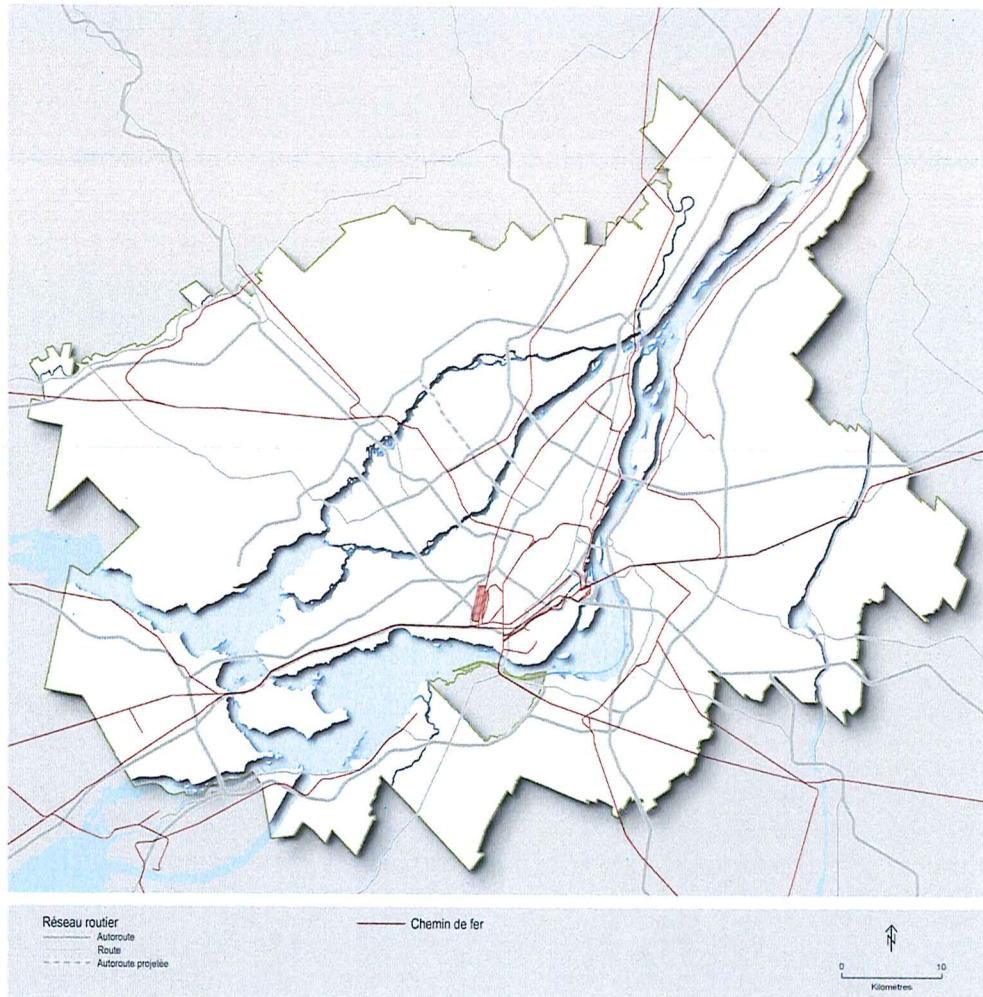 Réseau routier
Autoroute
Route
Autoroute projetée
Chemin de fer
N
0 10
Kilomètres